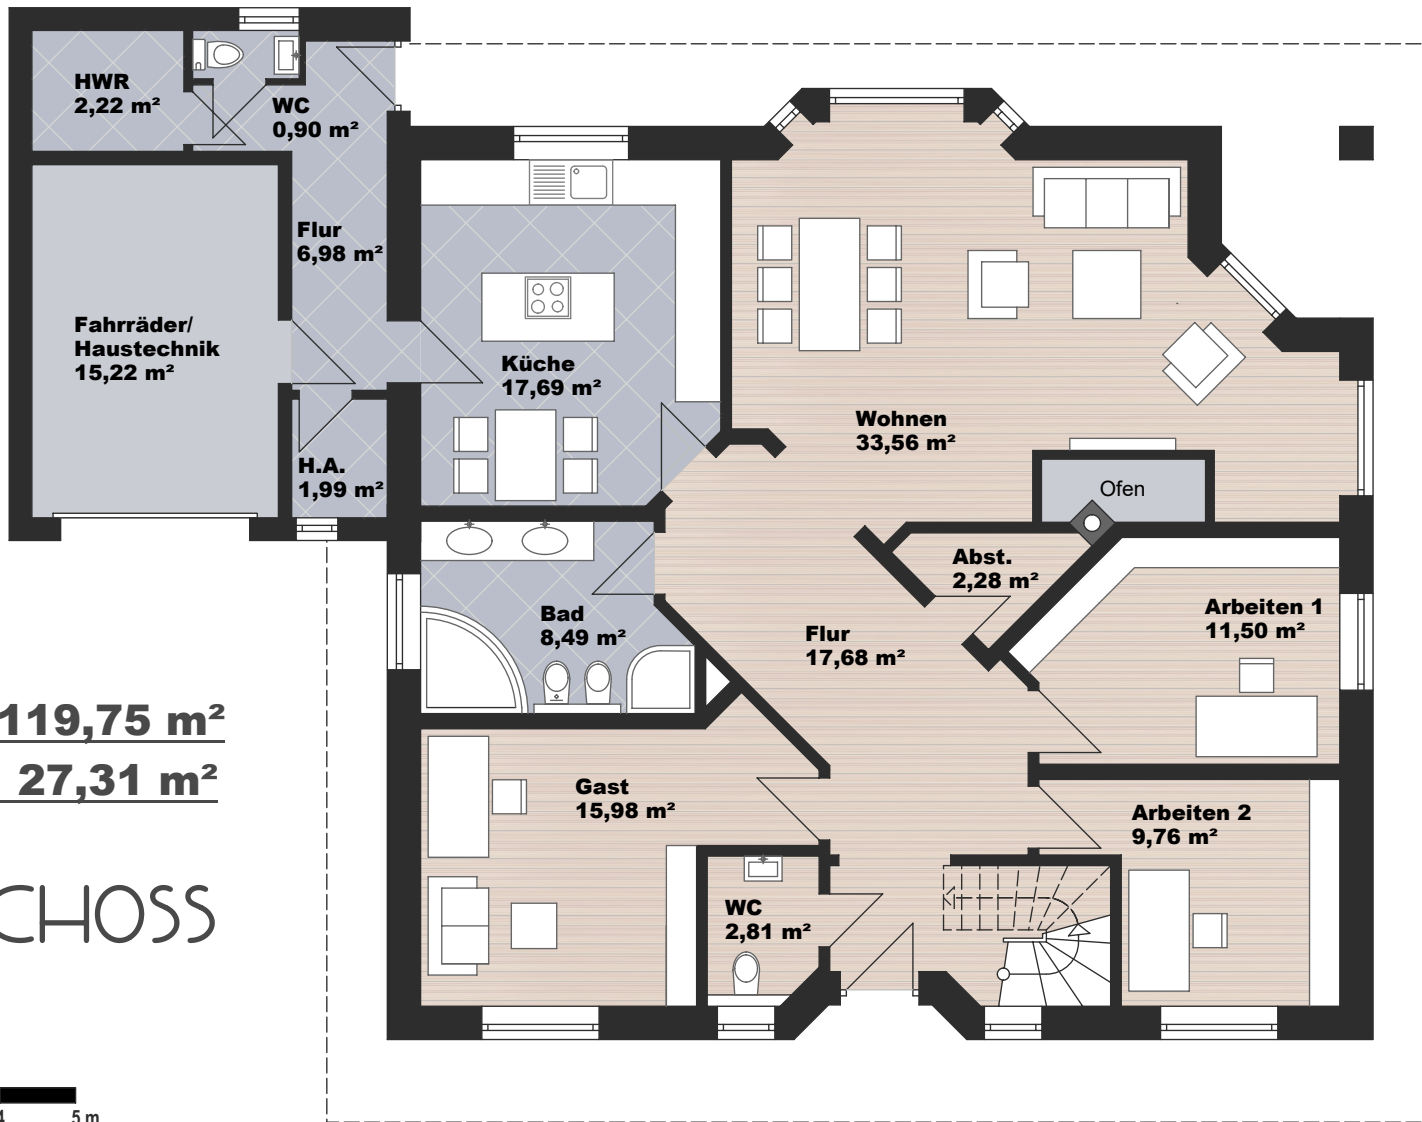 HWR
2,22 m²
WC
0,90 m²
Flur
6,98 m²
Fahrräder/
Haustechnik
15,22 m²
H.A.
1,99 m²
Küche
17,69 m²
Wohnen
33,56 m²
Ofen
Abst.
2,28 m²
Arbeiten 1
11,50 m²
Bad
8,49 m²
Flur
17,68 m²
119,75 m²
27,31 m²
Gast
15,98 m²
Arbeiten 2
9,76 m²
WC
2,81 m²
CHOSS
4 5 m